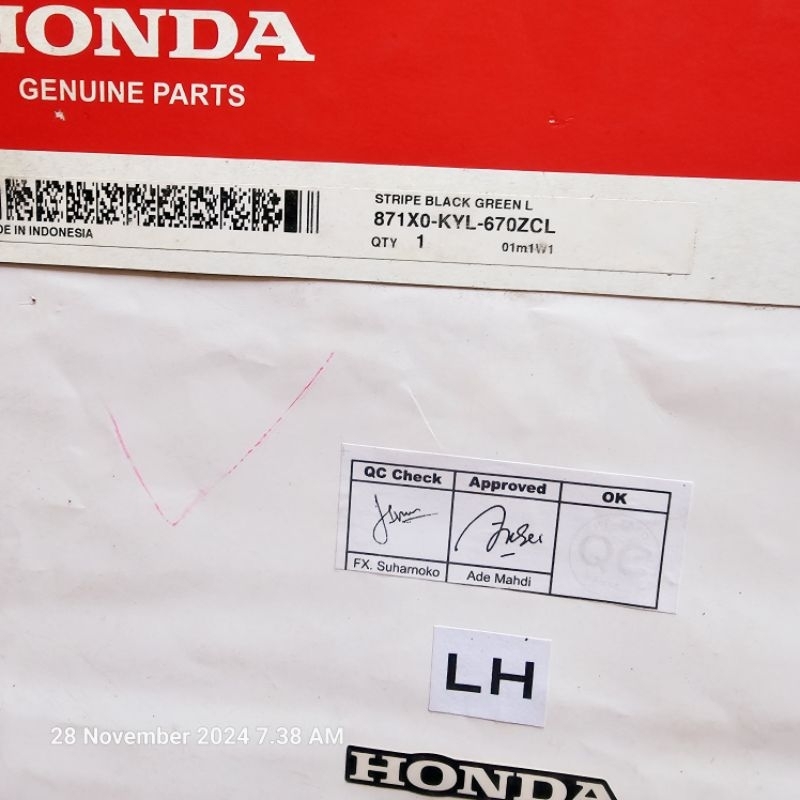 HONDA
GENUINE PARTS
STRIPE BLACK GREEN L
871X0-KYL-670ZCL
QTY 1
01m1W1
DE IN INDONESIA
QC Check Approved OK
QC
FX. Suharnoko Ade Mahdi
LH
28 November 2024 7.38 AM
HONDA